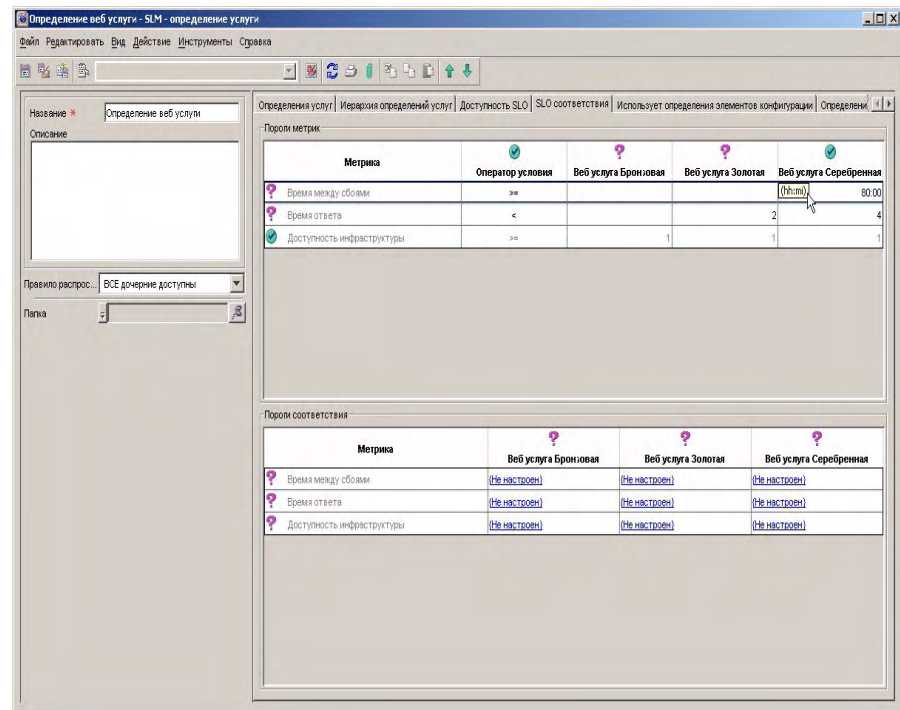 Определение веб услуги - SLM - определение услуги
Файл Редактировать Вид Действие Инструменты Справка
Название * Определение веб услуги
Описание
Правило распрос... ВСЕ дочерние доступны
Папка
Определения услуг Иерархия определений услуг Доступность SLO SLO соответствия Использует определения элементов конфигурации Определени
Пороги метрик
Метрика Оператор условия Веб услуга Бронзовая Веб услуга Золотая Веб услуга Серебренная
Время между сбоями >= (hh:mi) 80:00
Время ответа < 2 4
Доступность инфраструктуры >= 1 1 1
Пороги соответствия
Метрика Веб услуга Бронзовая Веб услуга Золотая Веб услуга Серебренная
Время между сбоями (Не настроен) (Не настроен) (Не настроен)
Время ответа (Не настроен) (Не настроен) (Не настроен)
Доступность инфраструктуры (Не настроен) (Не настроен) (Не настроен)